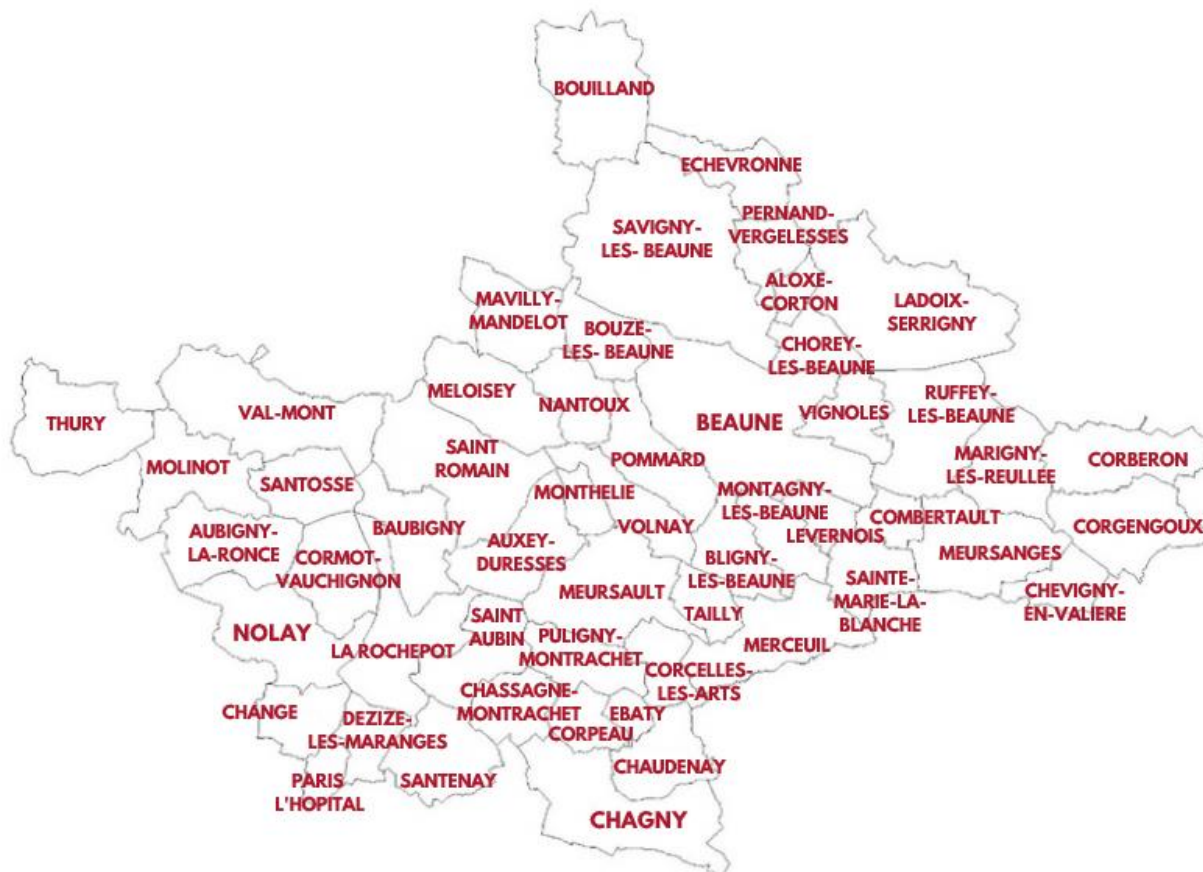 BOUILLAND
ECHEVRONNE
PERNAND-
VERGELESSES
SAVIGNY-
LES- BEAUNE
ALOXE-
CORTON
LADOIX-
SERRIGNY
MAVILLY-
MANDELOT
BOUZE-
LES- BEAUNE
CHOREY-
LES-BEAUNE
MELOISEY
NANTOUX
BEAUNE
VIGNOLES
RUFFEY-
LES-BEAUNE
THURY
VAL-MONT
MOLINOT
SANTOSSE
SAINT
ROMAIN
POMMARD
MARIGNY-
LES-REULLEE
CORBERON
MONTHELIE
MONTAGNY-
LES-BEAUNE
COMBERTAULT
CORGENGOUX
AUBIGNY-
LA-RONCE
CORMOT-
VAUCHIGNON
BAUBIGNY
AUXEY-
DURESSES
VOLNAY
LEVERNOIS
BLIGNY-
LES-BEAUNE
MEURSANGES
SAINTE-
MARIE-LA-
BLANCHE
CHEVIGNY-
EN-VALIERE
MEURSAULT
TAILLY
NOLAY
LA ROCHEPOT
SAINT
AUBIN
PULIGNY-
MONTRACHET
MERCEUIL
CORCELLES-
LES-ARTS
CHANGE
DEZIZE-
LES-MARANGES
CHASSAGNE-
MONTRACHET
CORPEAU
EBATY
PARIS
L'HOPITAL
SANTENAY
CHAUDENAY
CHAGNY